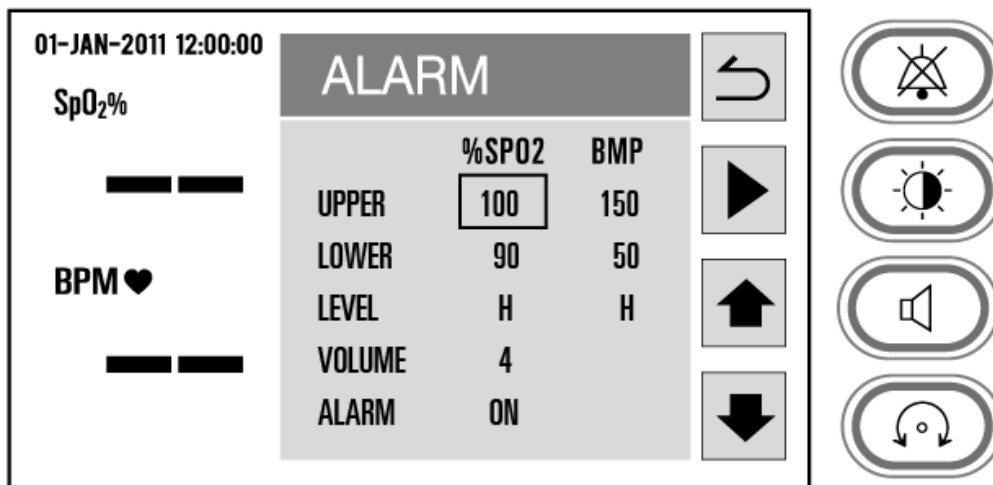 01-JAN-2011 12:00:00
SpO₂%
BPM♥
ALARM
%SPO2 BMP
UPPER 100 150
LOWER 90 50
LEVEL H H
VOLUME 4
ALARM ON